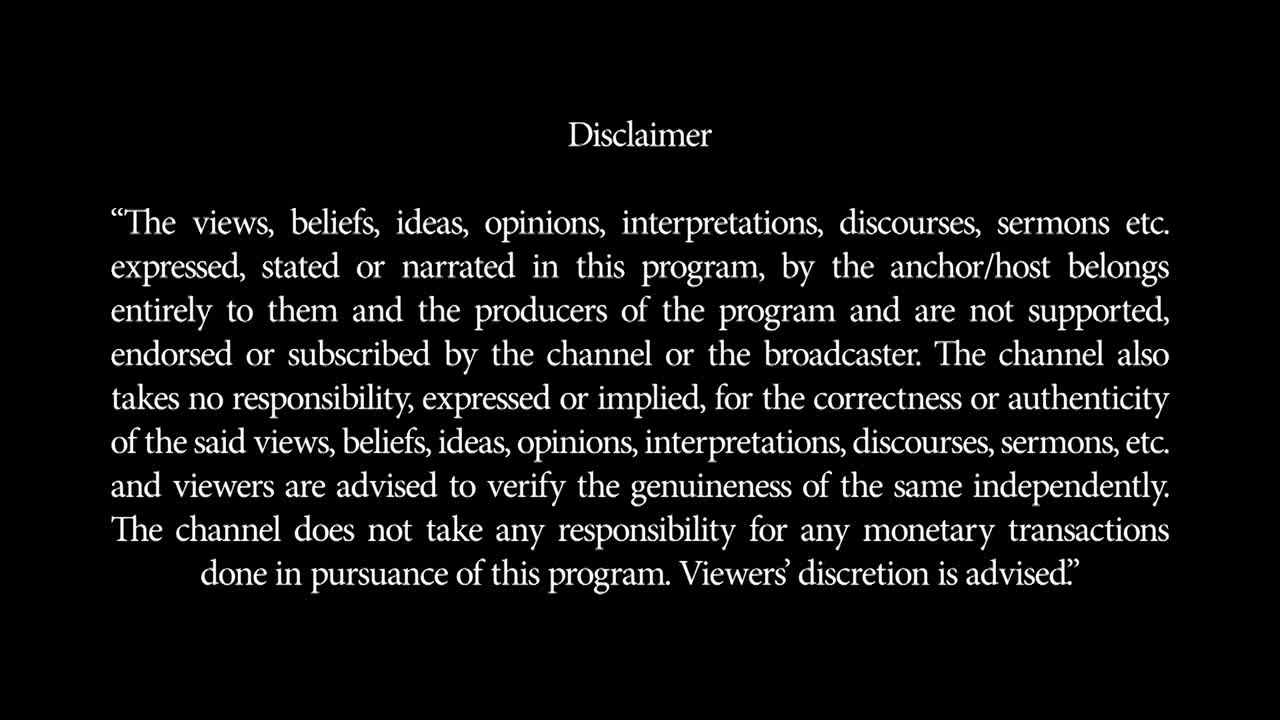 Disclaimer
“The views, beliefs, ideas, opinions, interpretations, discourses, sermons etc.
expressed, stated or narrated in this program, by the anchor/host belongs
entirely to them and the producers of the program and are not supported,
endorsed or subscribed by the channel or the broadcaster. The channel also
takes no responsibility, expressed or implied, for the correctness or authenticity
of the said views, beliefs, ideas, opinions, interpretations, discourses, sermons, etc.
and viewers are advised to verify the genuineness of the same independently.
The channel does not take any responsibility for any monetary transactions
done in pursuance of this program. Viewers’ discretion is advised.”